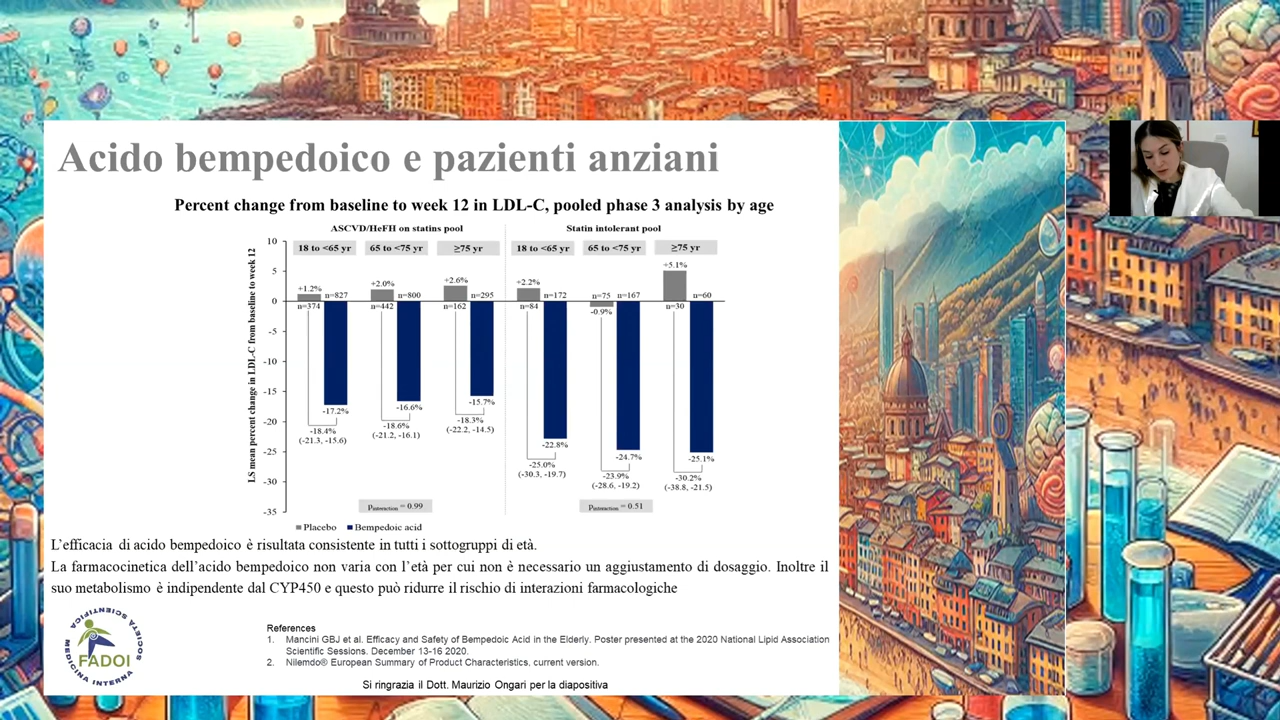 Acido bempedoico e pazienti anziani
Percent change from baseline to week 12 in LDL-C, pooled phase 3 analysis by age
ASCVD/HeFH on statins pool
Statin intolerant pool
18 to <65 yr
65 to <75 yr
≥75 yr
18 to <65 yr
65 to <75 yr
≥75 yr
LS mean percent change in LDL-C from baseline to week 12
10
5
0
-5
-10
-15
-20
-25
-30
-35
+1.2%
n=827
n=374
-17.2%
-18.4%
(-21.3, -15.6)
+2.0%
n=800
n=442
-16.6%
-18.6%
(-21.2, -16.1)
+2.6%
n=295
n=162
-15.7%
-18.3%
(-22.2, -14.5)
+2.2%
n=172
n=84
-22.8%
-25.0%
(-30.3, -19.7)
n=75
n=167
-0.9%
-24.7%
-23.9%
(-28.6, -19.2)
+5.1%
n=60
n=30
-25.1%
-30.2%
(-38.8, -21.5)
pinteraction = 0.99
pinteraction = 0.51
Placebo
Bempedoic acid
L’efficacia di acido bempedoico è risultata consistente in tutti i sottogruppi di età.
La farmacocinetica dell’acido bempedoico non varia con l’età per cui non è necessario un aggiustamento di dosaggio. Inoltre il
suo metabolismo è indipendente dal CYP450 e questo può ridurre il rischio di interazioni farmacologiche
SOCIETÀ SCIENTIFICA
MEDICINA INTERNA
FADOI
References
1. Mancini GBJ et al. Efficacy and Safety of Bempedoic Acid in the Elderly. Poster presented at the 2020 National Lipid Association
Scientific Sessions. December 13-16 2020.
2. Nilemdo® European Summary of Product Characteristics, current version.
Si ringrazia il Dott. Maurizio Ongari per la diapositiva